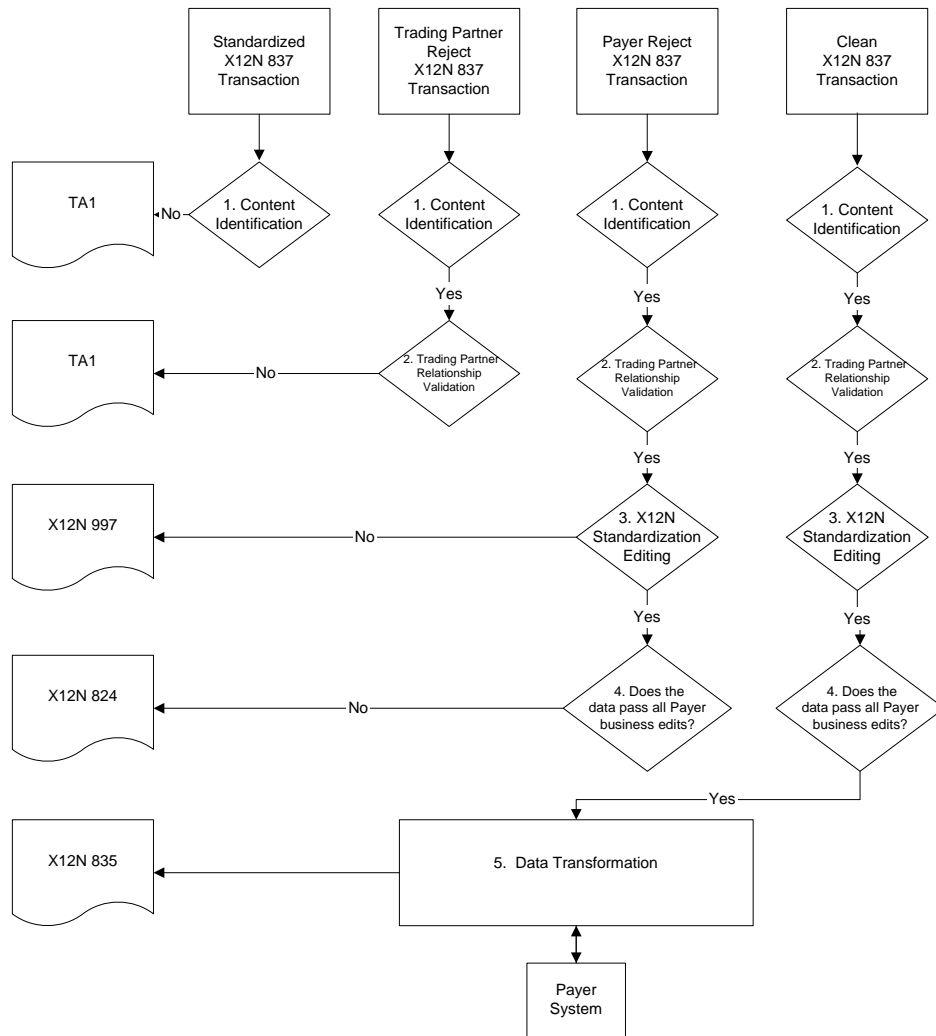 Standardized
X12N 837
Transaction
Trading Partner
Reject
X12N 837
Transaction
Payer Reject
X12N 837
Transaction
Clean
X12N 837
Transaction
TA1
No
1. Content
Identification
1. Content
Identification
1. Content
Identification
1. Content
Identification
Yes
Yes
Yes
TA1
No
2. Trading Partner
Relationship
Validation
2. Trading Partner
Relationship
Validation
2. Trading Partner
Relationship
Validation
Yes
Yes
X12N 997
No
3. X12N
Standardization
Editing
3. X12N
Standardization
Editing
Yes
Yes
X12N 824
No
4. Does the
data pass all Payer
business edits?
4. Does the
data pass all Payer
business edits?
Yes
X12N 835
5. Data Transformation
Payer
System